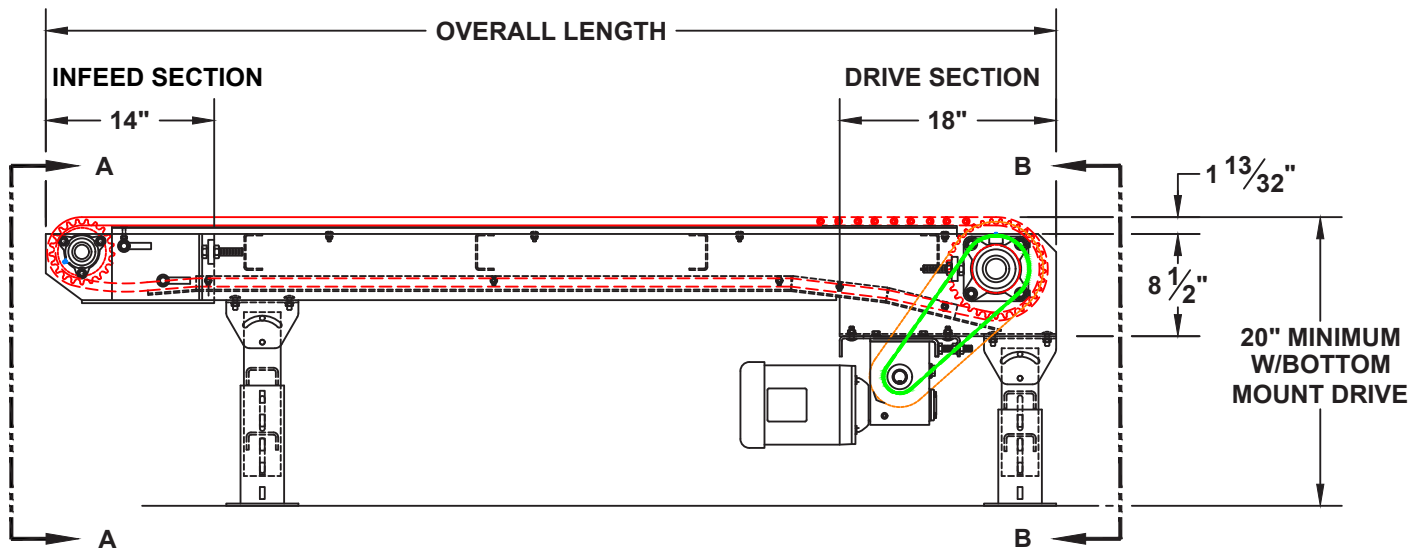 OVERALL LENGTH
INFEED SECTION
DRIVE SECTION
14"
18"
A
B
1 13/32"
8 1/2"
20" MINIMUM
W/BOTTOM
MOUNT DRIVE
A
B